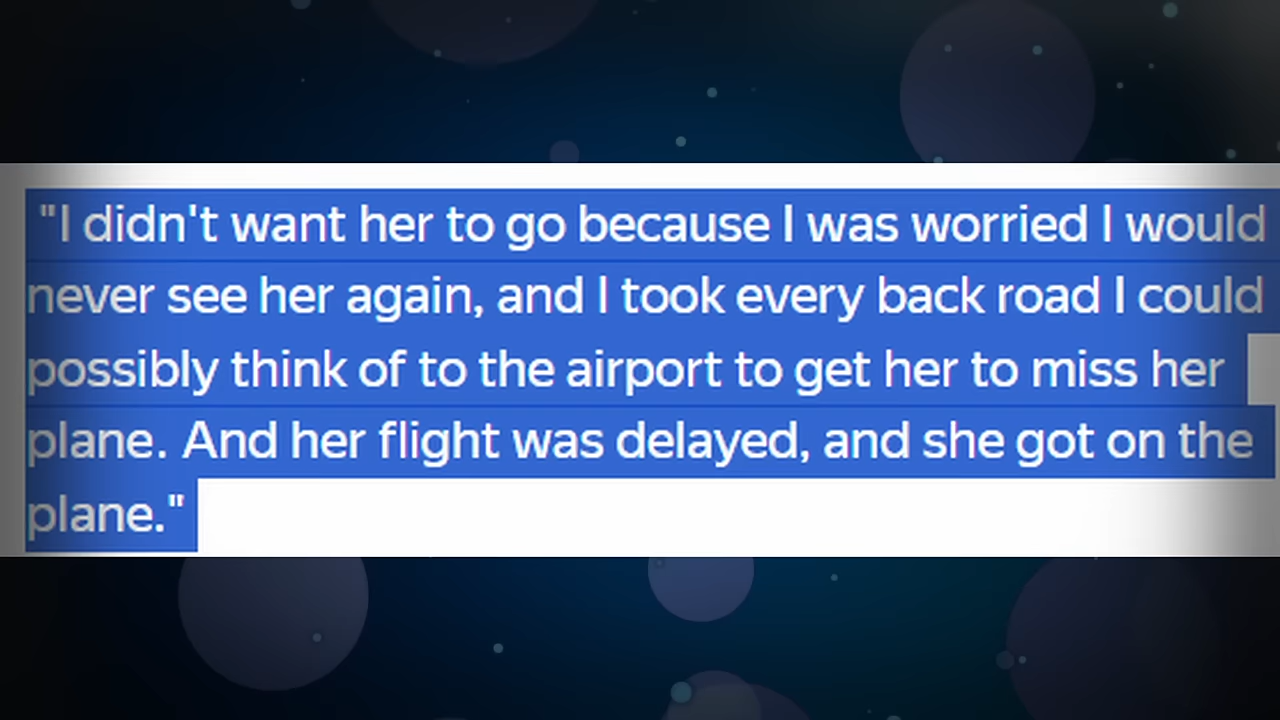 "I didn't want her to go because I was worried I would
never see her again, and I took every back road I could
possibly think of to the airport to get her to miss her
plane. And her flight was delayed, and she got on the
plane."